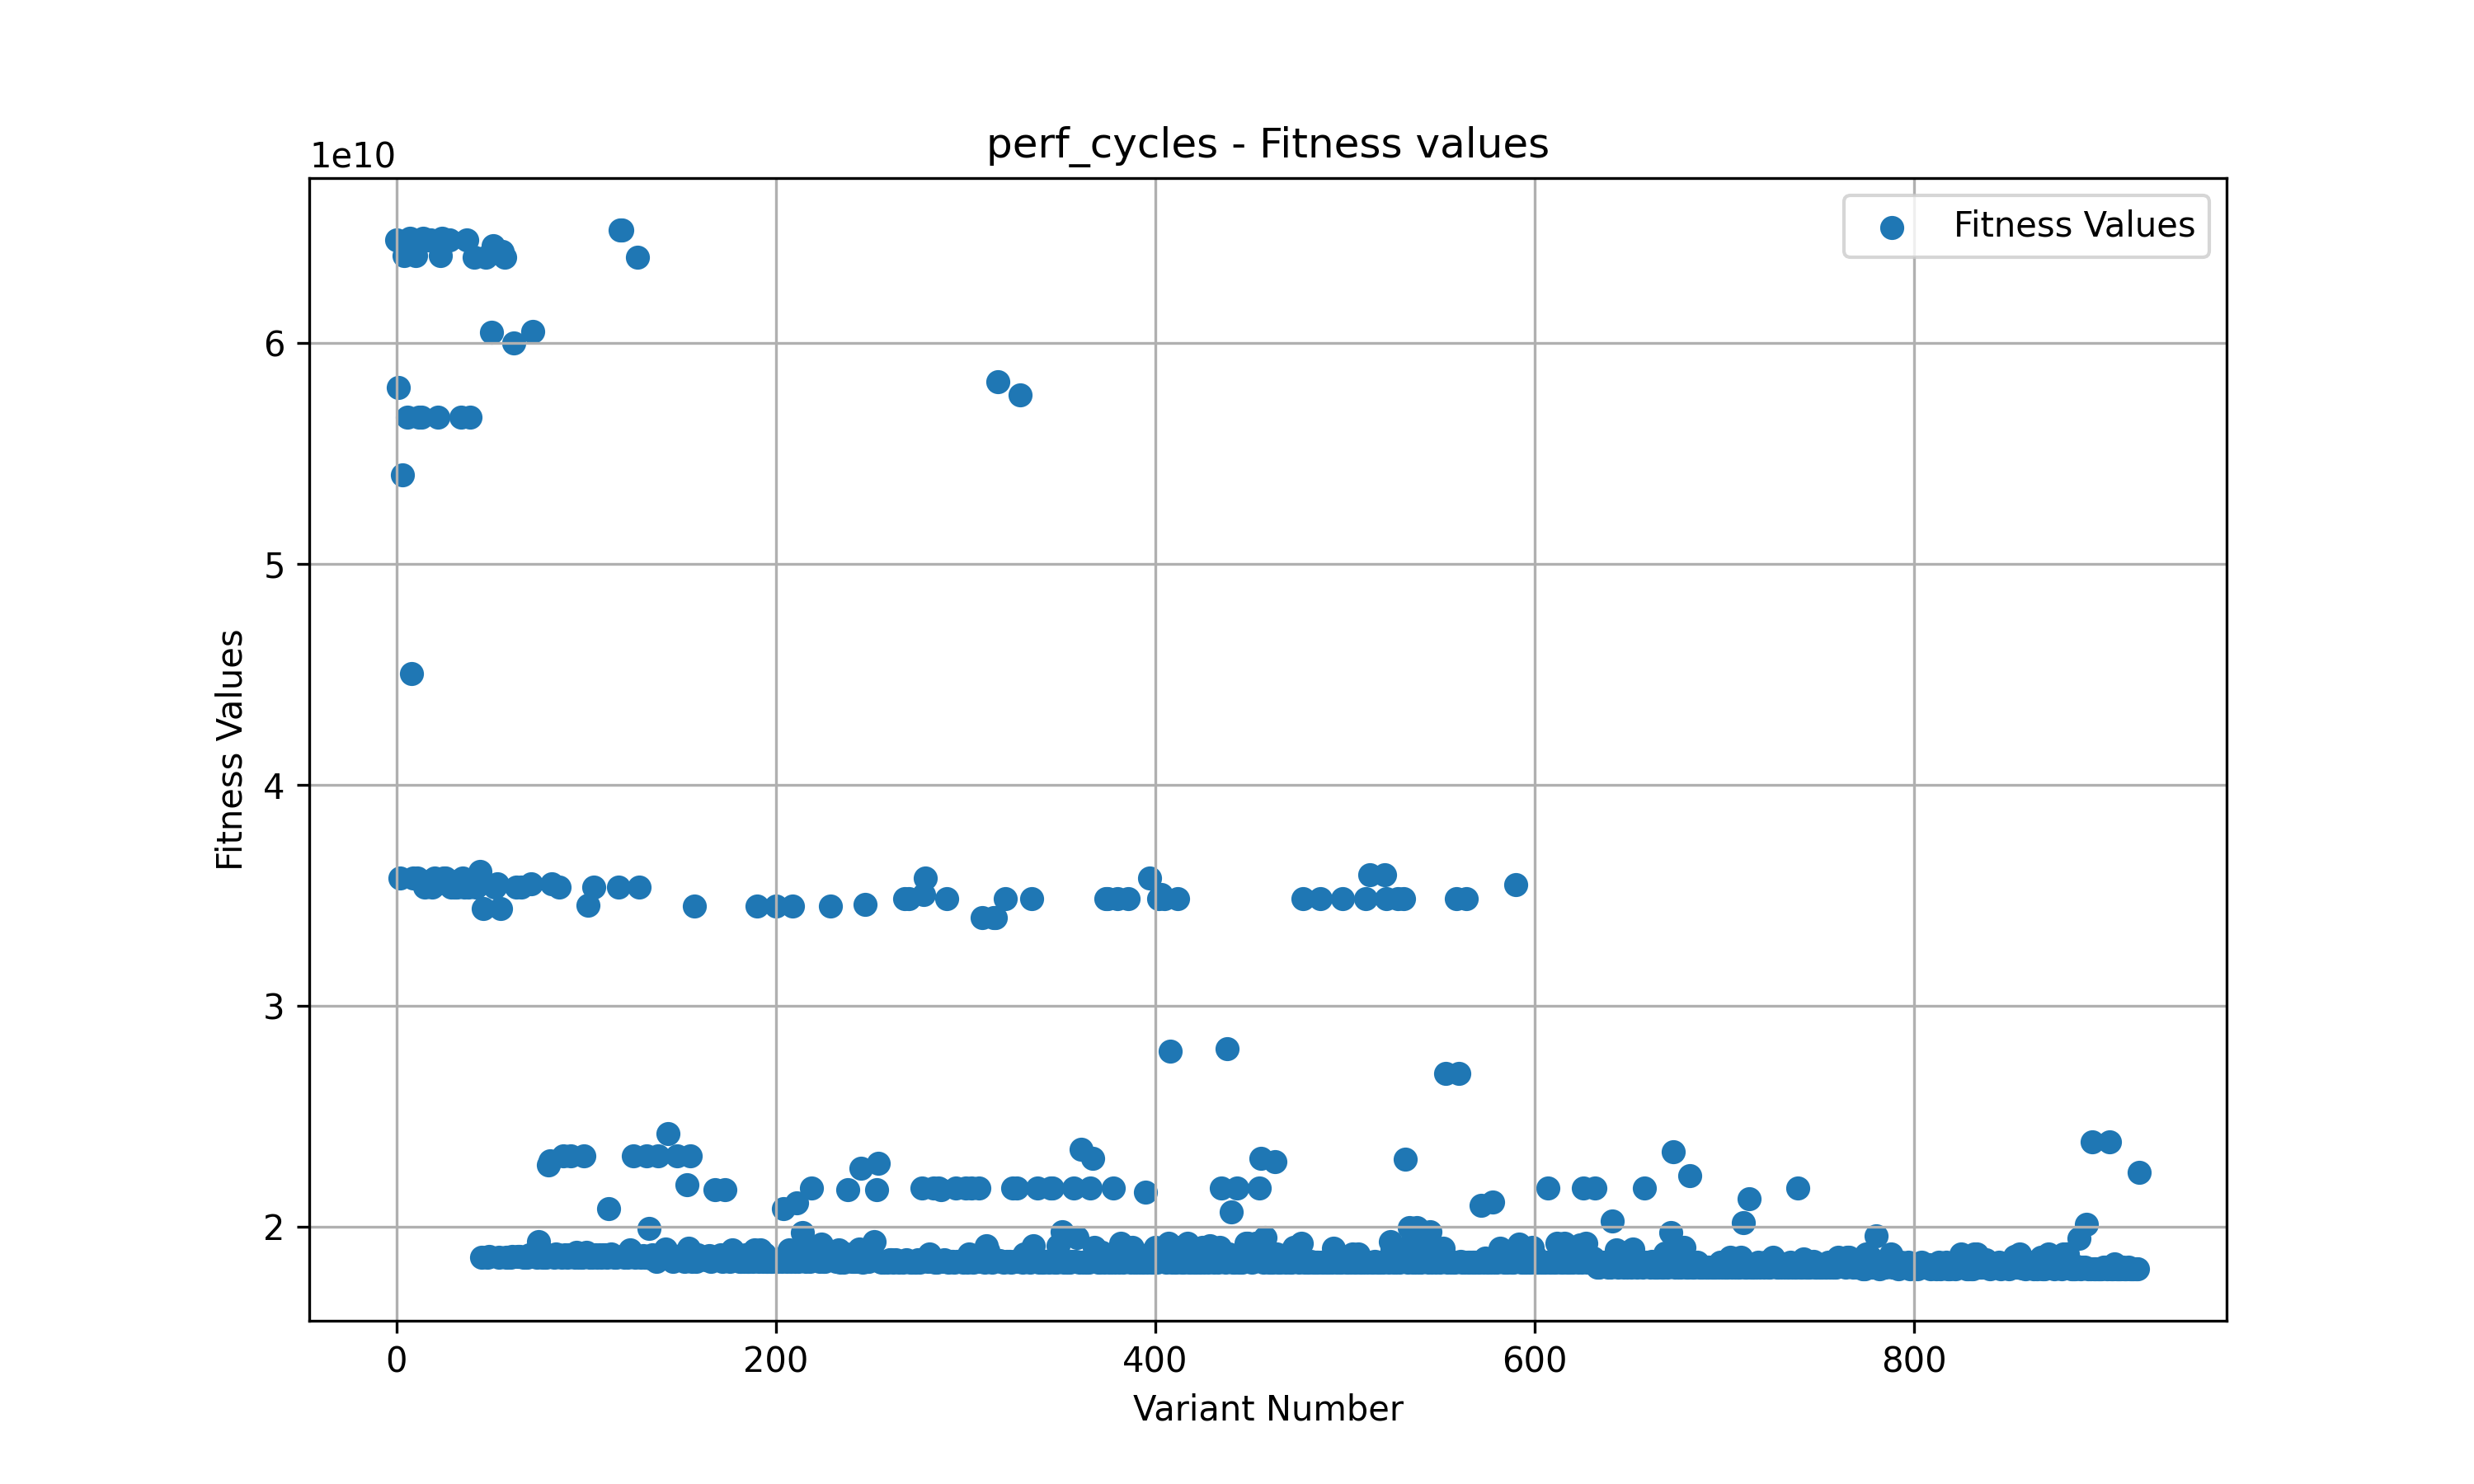 perf_cycles - Fitness values
1e10
Fitness Values
6
5
4
3
2
Fitness Values
0 200 400 600 800
Variant Number